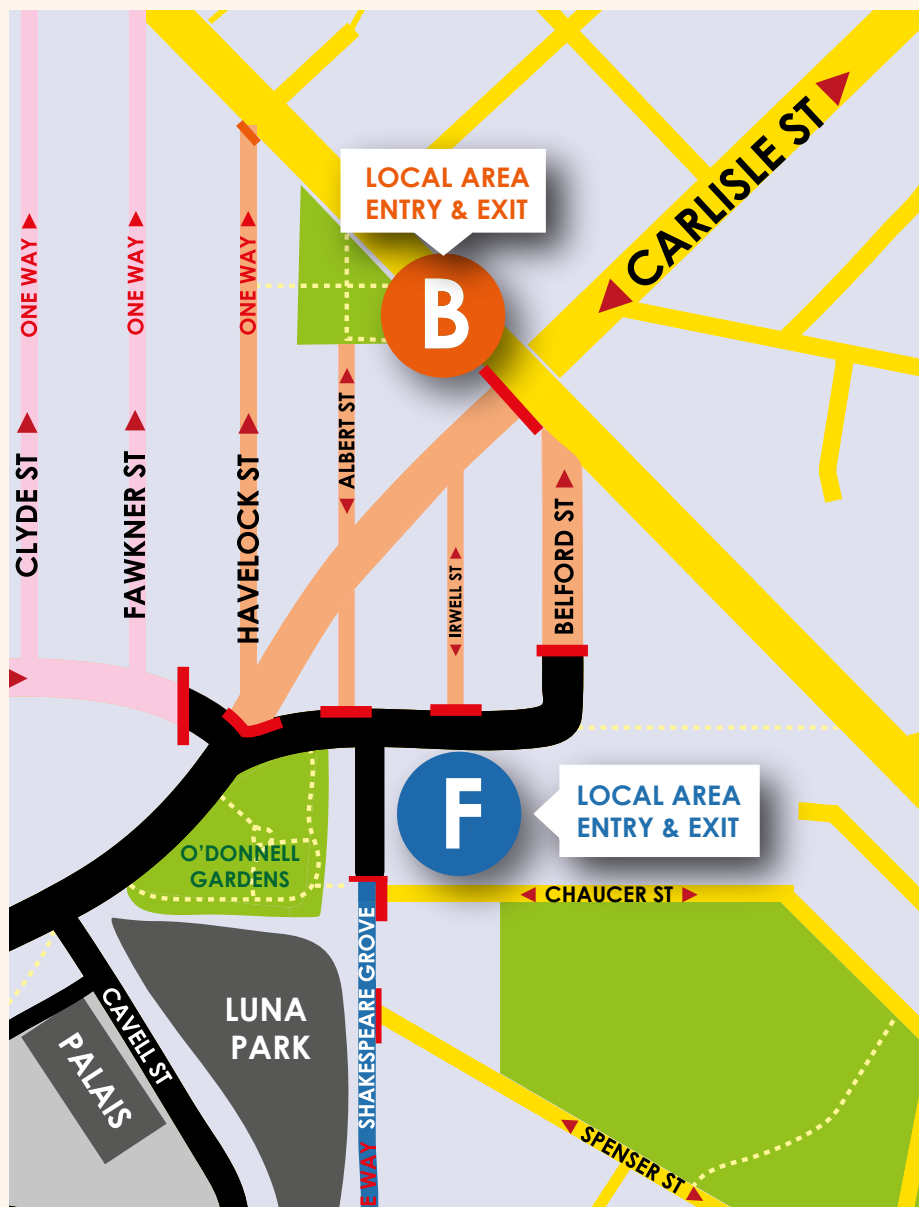 CARLISLE ST
LOCAL AREA
ENTRY & EXIT
B
ONE WAY
ONE WAY
ONE WAY
CLYDE ST
FAWKNER ST
HAVELOCK ST
ALBERT ST
IRWELL ST
BELFORD ST
F
LOCAL AREA
ENTRY & EXIT
O'DONNELL
GARDENS
CHAUCER ST
SHAKESPEARE GROVE
E WAY
LUNA
PARK
CAVELL ST
PALAIS
SPENSER ST